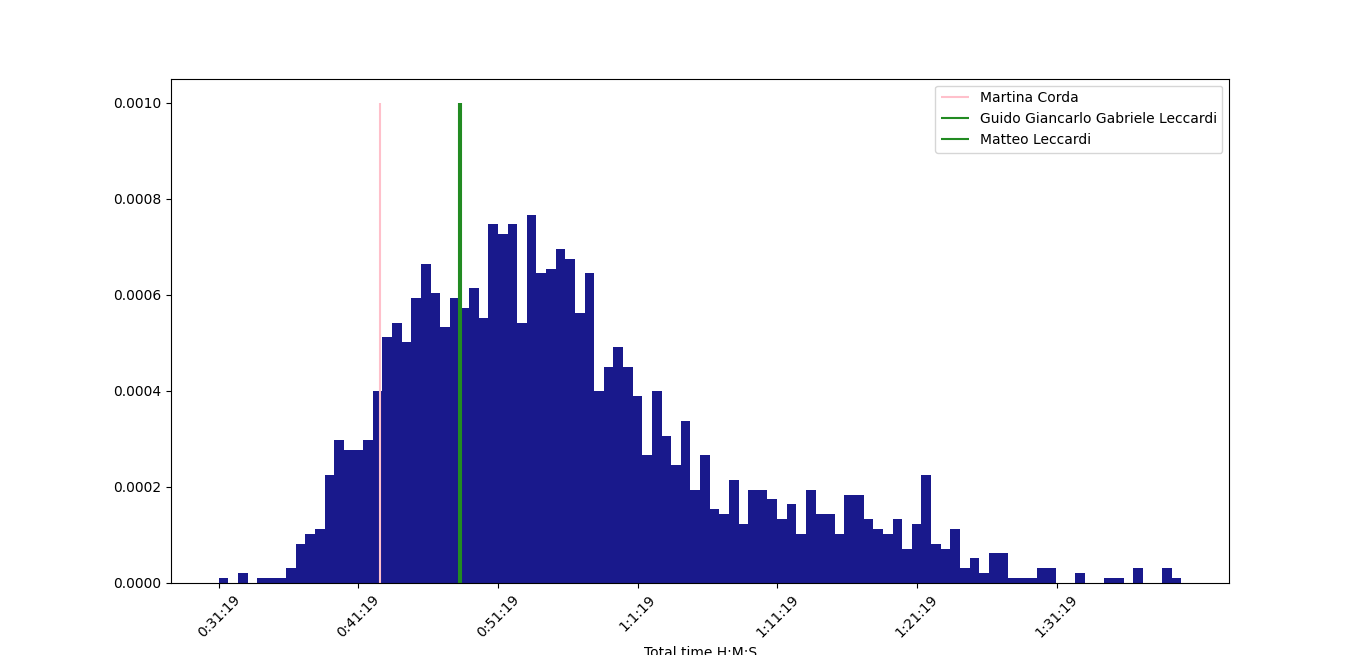 Martina Corda
Guido Giancarlo Gabriele Leccardi
Matteo Leccardi
0.0010
0.0008
0.0006
0.0004
0.0002
0.0000
0:31:19 0:41:19 0:51:19 1:1:19 1:11:19 1:21:19 1:31:19
Total time H:M:S